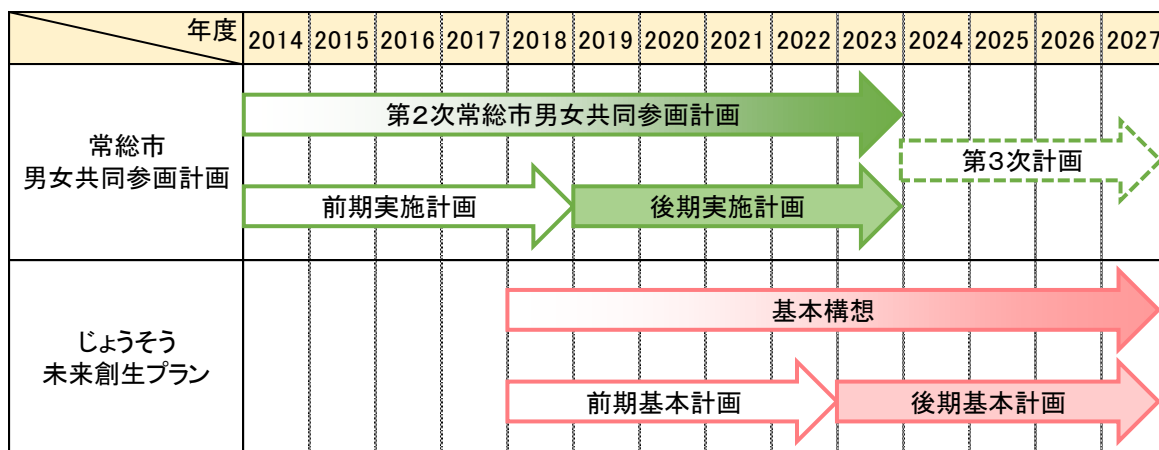 年度
2014 2015 2016 2017 2018 2019 2020 2021 2022 2023 2024 2025 2026 2027
常総市
男女共同参画計画
第2次常総市男女共同参画計画
第3次計画
前期実施計画
後期実施計画
じょうそう
未来創生プラン
基本構想
前期基本計画
後期基本計画